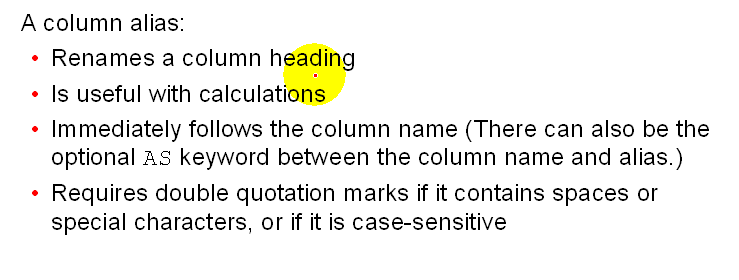 A column alias:
• Renames a column heading
• Is useful with calculations
• Immediately follows the column name (There can also be the
optional AS keyword between the column name and alias.)
• Requires double quotation marks if it contains spaces or
special characters, or if it is case-sensitive